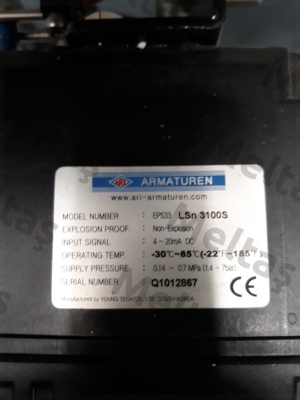 ARI ARMATUREN
www.ari-armaturen.com
MODEL NUMBER : EPS33 LSn 3100S
EXPLOSION PROOF. : Non-Explosion
INPUT SIGNAL : 4 ~ 20mA DC
OPERATING TEMP. : -30℃~85℃(-22℉~185℉)
SUPPLY PRESSURE : 0.14 ~ 0.7 MPa (1.4 ~ 7bar)
SERIAL NUMBER : Q1012867
CE
Manufactured by YOUNG TECH CO., LTD. SOUTH KOREA
Meltaş